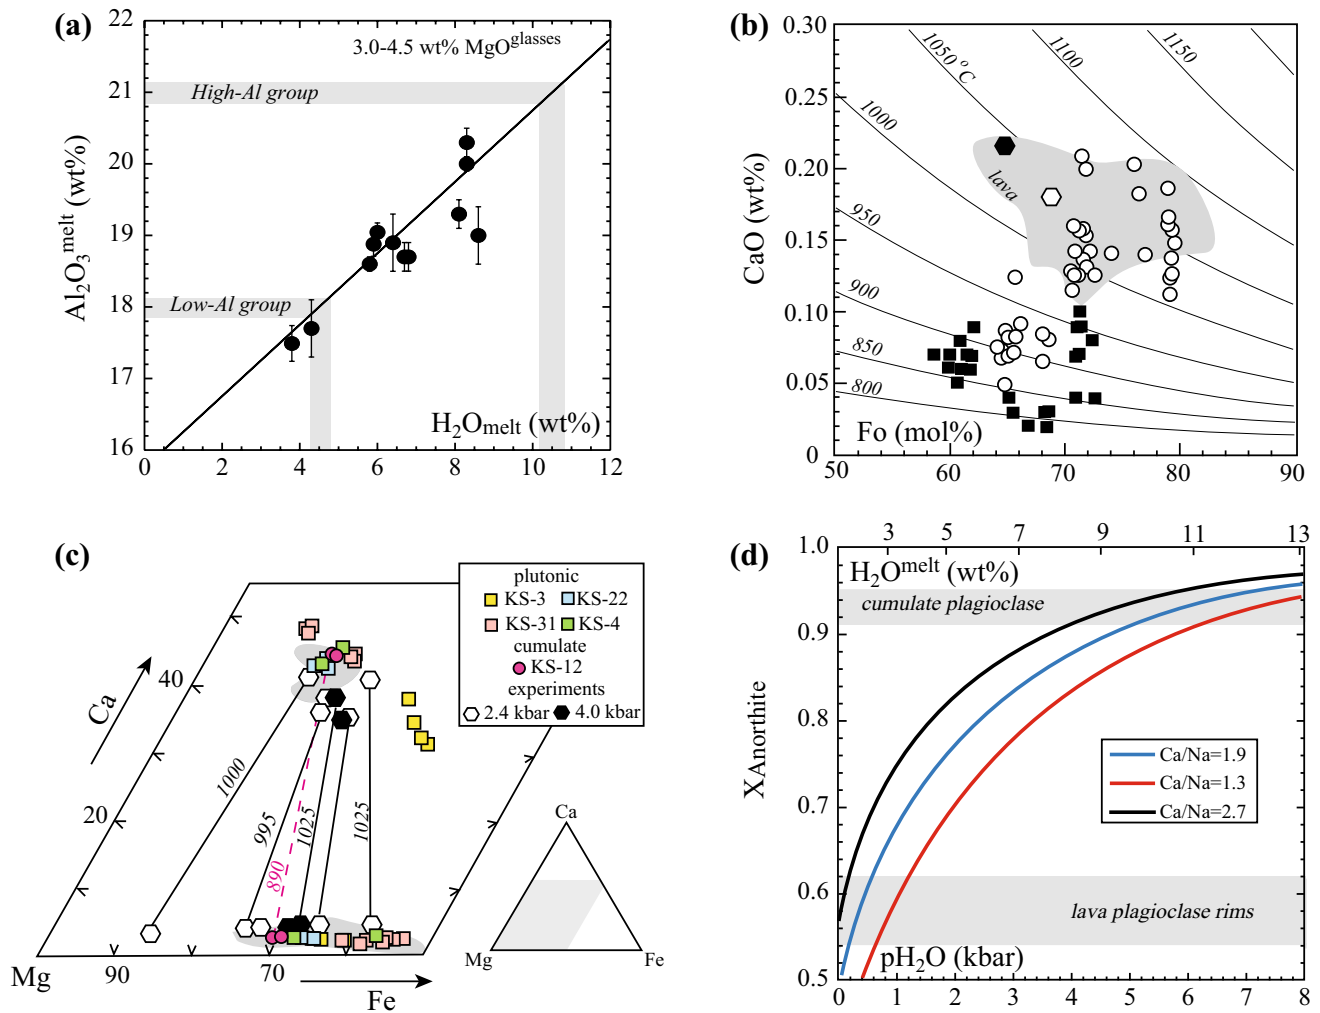 (a)
22
21
20
19
18
17
16
0
2
4
6
8
10
12
Al2O3melt (wt%)
3.0-4.5 wt% MgOglasses
High-Al group
Low-Al group
H2Omelt (wt%)
(b)
0.30
0.25
0.20
0.15
0.10
0.05
0
50
60
70
80
90
CaO (wt%)
1050 °C
1100
1150
1000
950
900
850
800
lava
Fo (mol%)
(c)
plutonic
KS-3
KS-22
KS-31
KS-4
cumulate
KS-12
experiments
2.4 kbar
4.0 kbar
Ca
40
20
1000
995
890
1025
1025
Mg
90
70
Fe
Ca
Mg
Fe
(d)
3
5
7
9
11
13
H2Omelt (wt%)
1.0
0.9
0.8
0.7
0.6
0.5
XAnorthite
cumulate plagioclase
Ca/Na=1.9
Ca/Na=1.3
Ca/Na=2.7
lava plagioclase rims
pH2O (kbar)
0
1
2
3
4
5
6
7
8